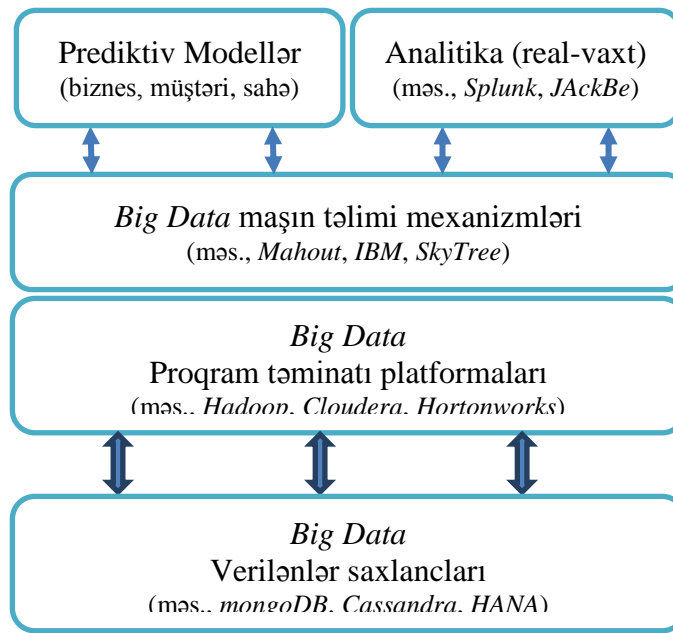 Prediktiv Modellər
(biznes, müştəri, sahə)
Analitika (real-vaxt)
(məs., Splunk, JAckBe)
Big Data maşın təlimi mexanizmləri
(məs., Mahout, IBM, SkyTree)
Big Data
Proqram təminatı platformaları
(məs., Hadoop, Cloudera, Hortonworks)
Big Data
Verilənlər saxlancları
(məs., mongoDB, Cassandra, HANA)